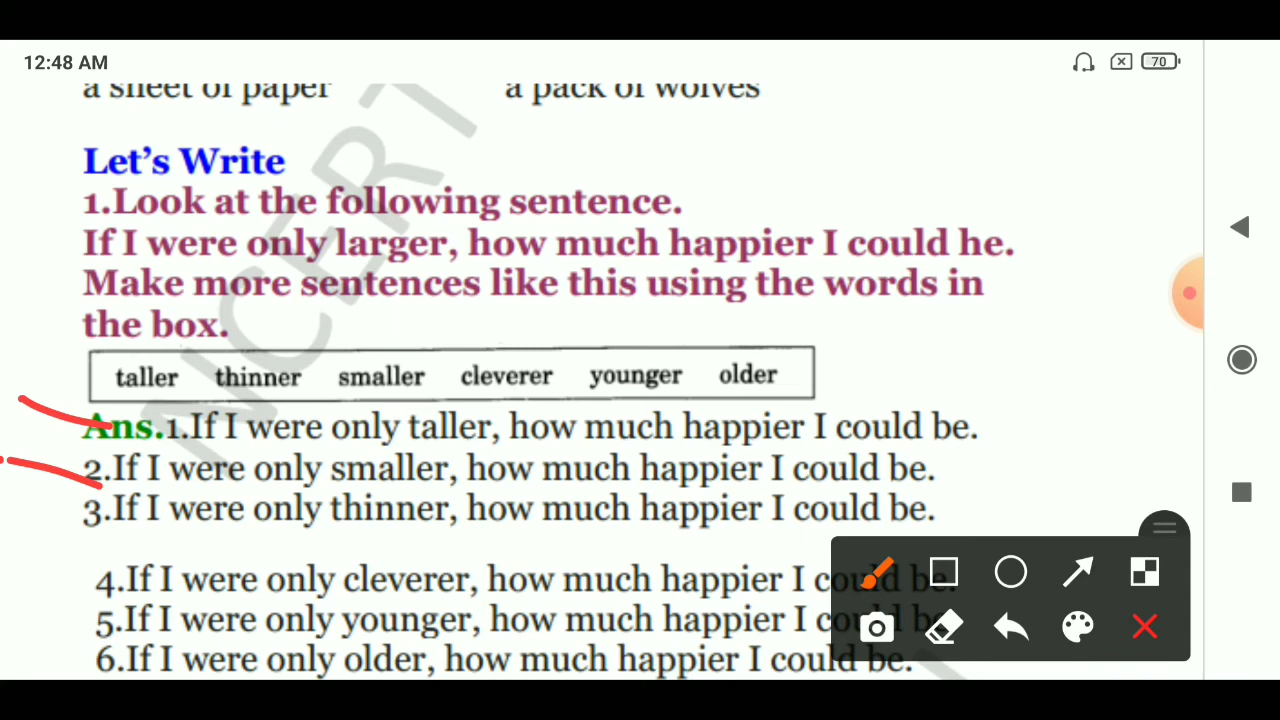 12:48 AM
70
a sheet of paper a pack of wolves
Let's Write
1.Look at the following sentence.
If I were only larger, how much happier I could he.
Make more sentences like this using the words in
the box.
taller thinner smaller cleverer younger older
Ans.1.If I were only taller, how much happier I could be.
2.If I were only smaller, how much happier I could be.
3.If I were only thinner, how much happier I could be.
4.If I were only cleverer, how much happier I could be.
5.If I were only younger, how much happier I could be
6.If I were only older, how much happier I could be.
NCERT